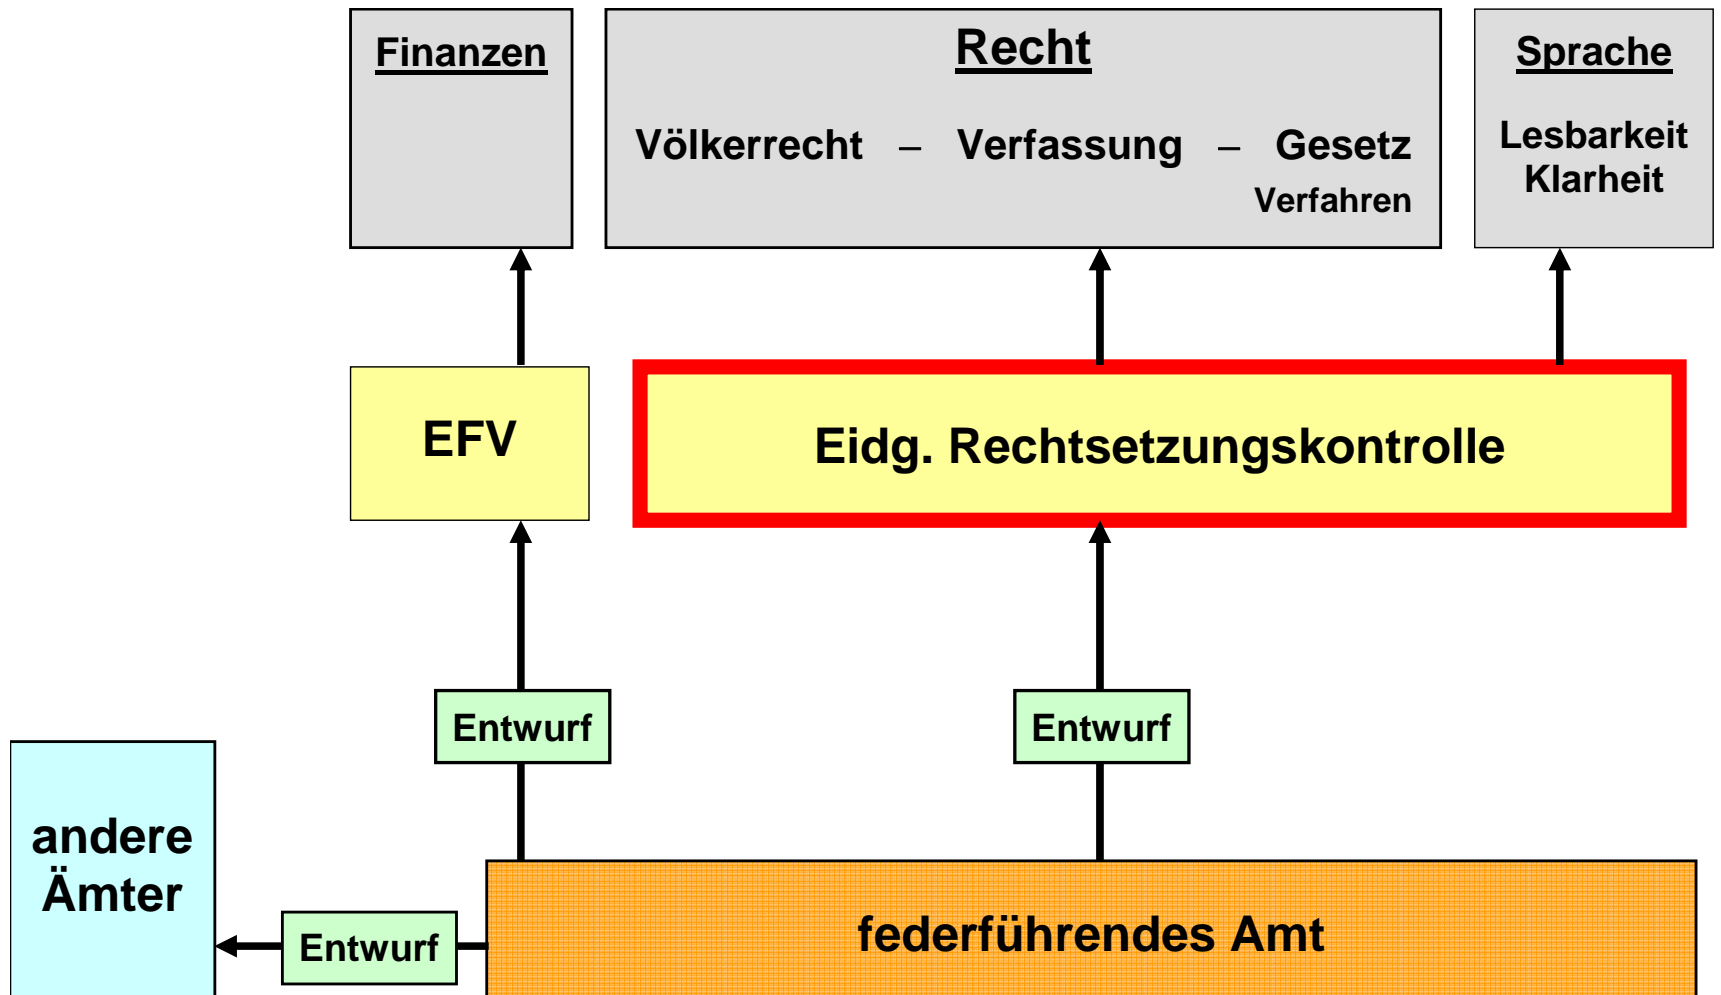 Finanzen
Recht
Völkerrecht – Verfassung – Gesetz
Verfahren
Sprache
Lesbarkeit
Klarheit
EFV
Eidg. Rechtsetzungskontrolle
Entwurf
Entwurf
andere
Ämter
Entwurf
federführendes Amt